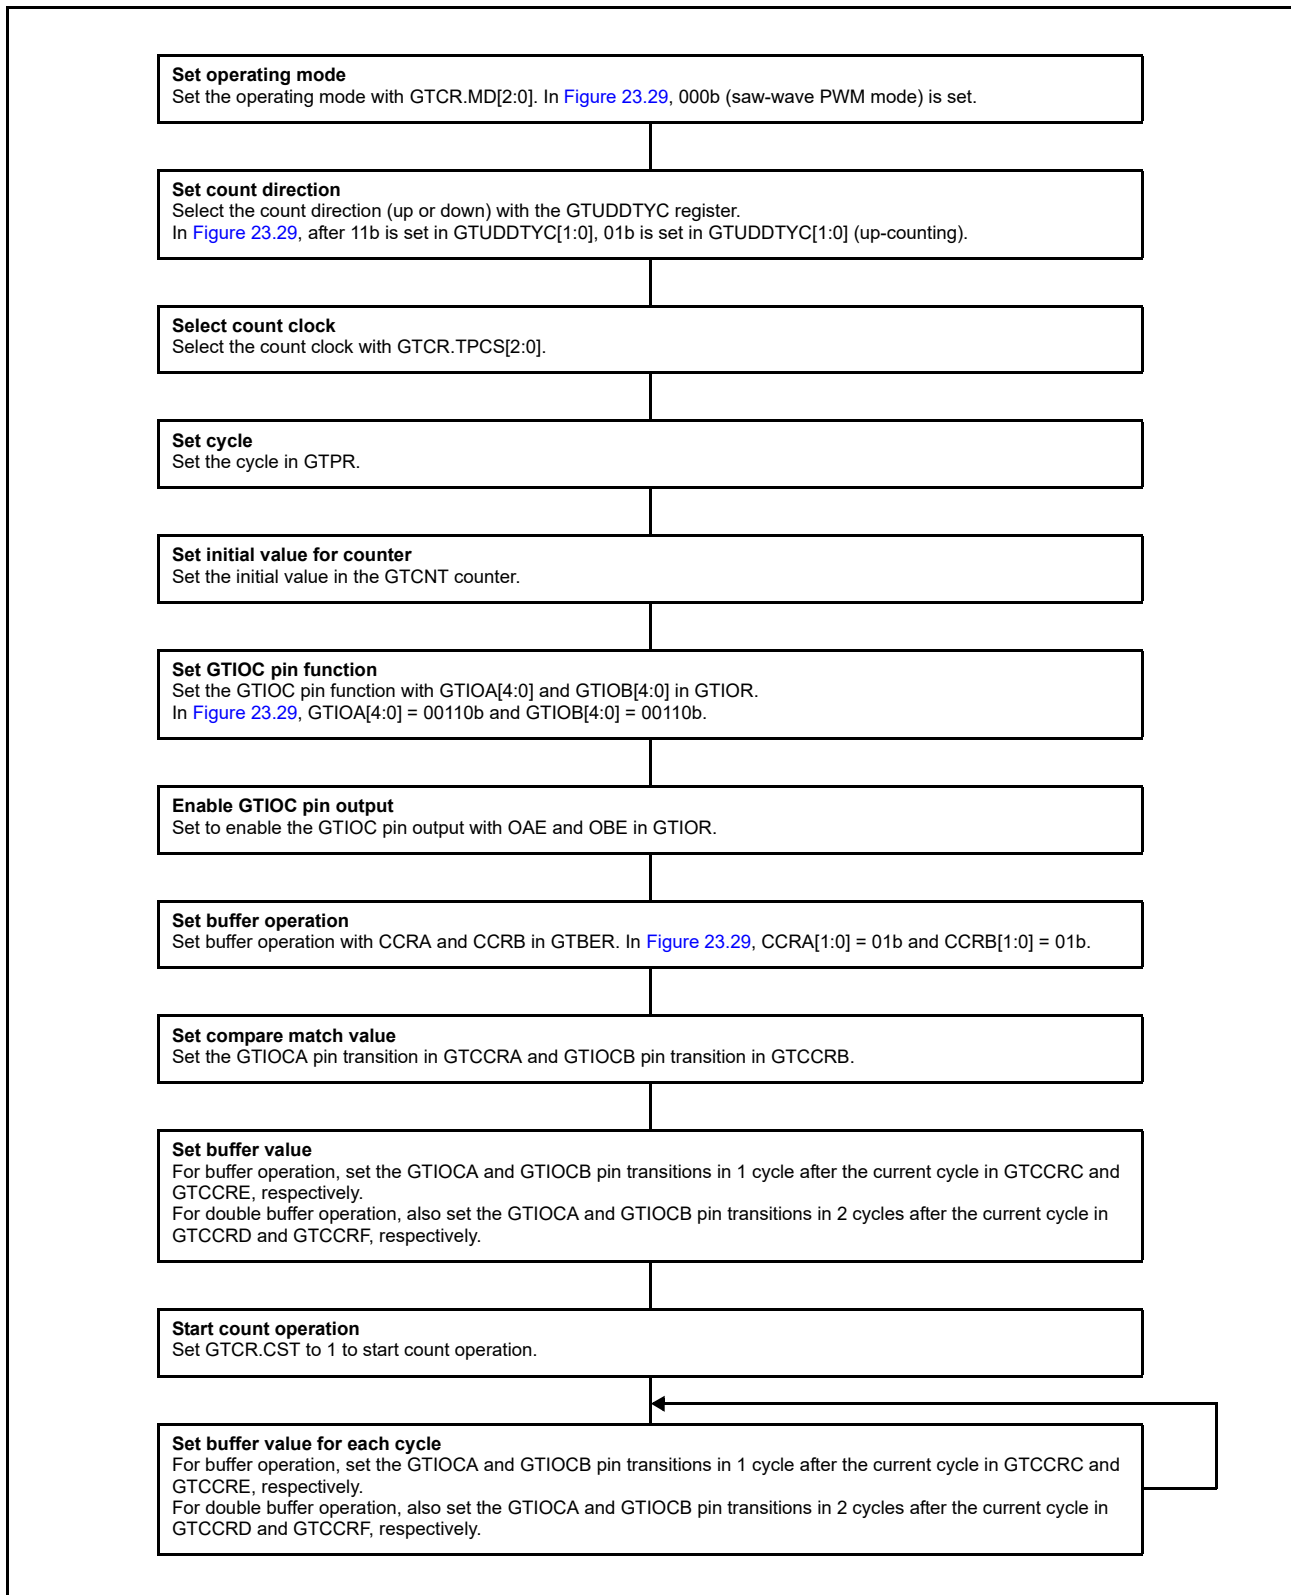 Set operating mode
Set the operating mode with GTCR.MD[2:0]. In Figure 23.29, 000b (saw-wave PWM mode) is set.
Set count direction
Select the count direction (up or down) with the GTUDDTYC register.
In Figure 23.29, after 11b is set in GTUDDTYC[1:0], 01b is set in GTUDDTYC[1:0] (up-counting).
Select count clock
Select the count clock with GTCR.TPCS[2:0].
Set cycle
Set the cycle in GTPR.
Set initial value for counter
Set the initial value in the GTCNT counter.
Set GTIOC pin function
Set the GTIOC pin function with GTIOA[4:0] and GTIOB[4:0] in GTIOR.
In Figure 23.29, GTIOA[4:0] = 00110b and GTIOB[4:0] = 00110b.
Enable GTIOC pin output
Set to enable the GTIOC pin output with OAE and OBE in GTIOR.
Set buffer operation
Set buffer operation with CCRA and CCRB in GTBER. In Figure 23.29, CCRA[1:0] = 01b and CCRB[1:0] = 01b.
Set compare match value
Set the GTIOCA pin transition in GTCCRA and GTIOCB pin transition in GTCCRB.
Set buffer value
For buffer operation, set the GTIOCA and GTIOCB pin transitions in 1 cycle after the current cycle in GTCCRC and
GTCCRE, respectively.
For double buffer operation, also set the GTIOCA and GTIOCB pin transitions in 2 cycles after the current cycle in
GTCCRD and GTCCRF, respectively.
Start count operation
Set GTCR.CST to 1 to start count operation.
Set buffer value for each cycle
For buffer operation, set the GTIOCA and GTIOCB pin transitions in 1 cycle after the current cycle in GTCCRC and
GTCCRE, respectively.
For double buffer operation, also set the GTIOCA and GTIOCB pin transitions in 2 cycles after the current cycle in
GTCCRD and GTCCRF, respectively.